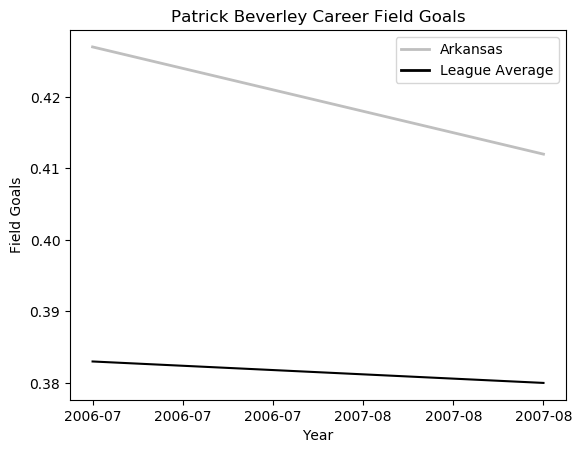 Patrick Beverley Career Field Goals
Arkansas
League Average
0.42
0.41
0.40
0.39
0.38
Field Goals
2006-07 2006-07 2006-07 2007-08 2007-08 2007-08
Year